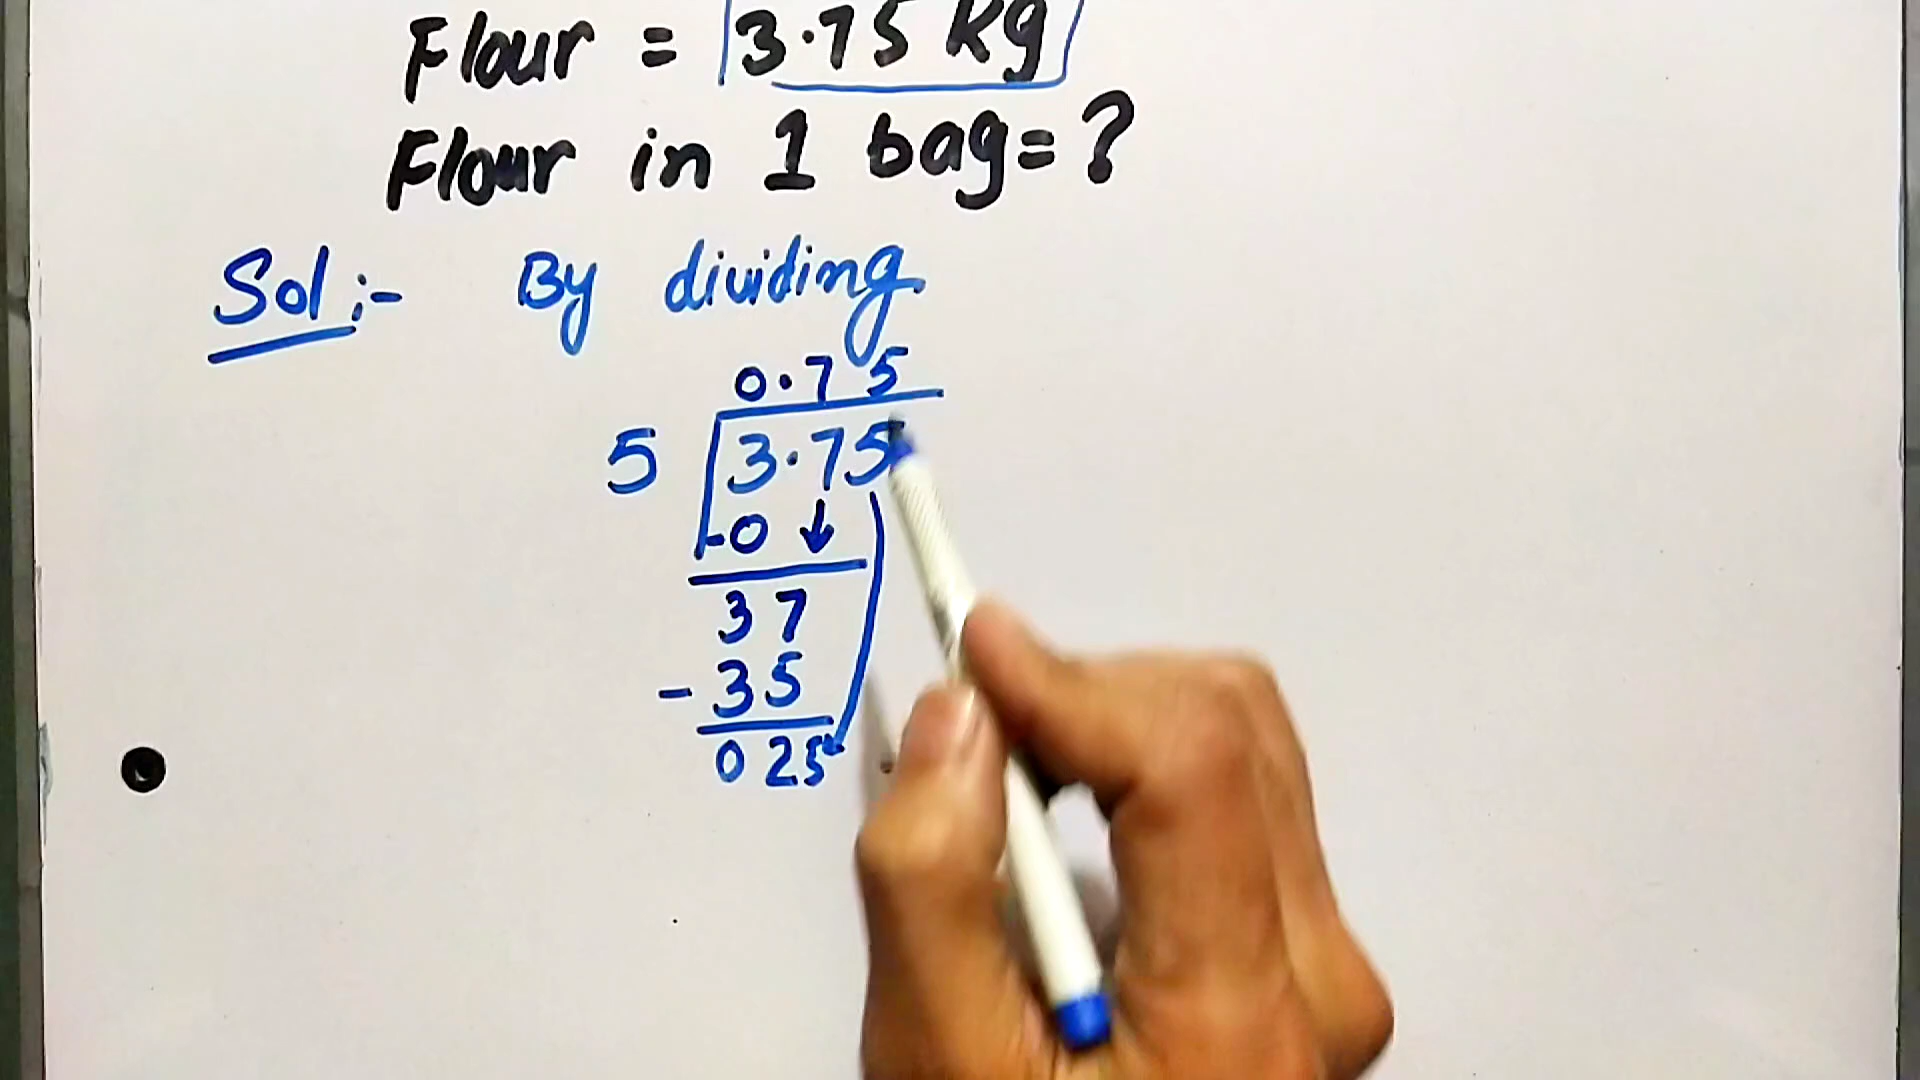 Flour = 3.75 Kg
Flour in 1 bag = ?
Sol :- By dividing
0.75
5 3.75
-0
37
-35
025